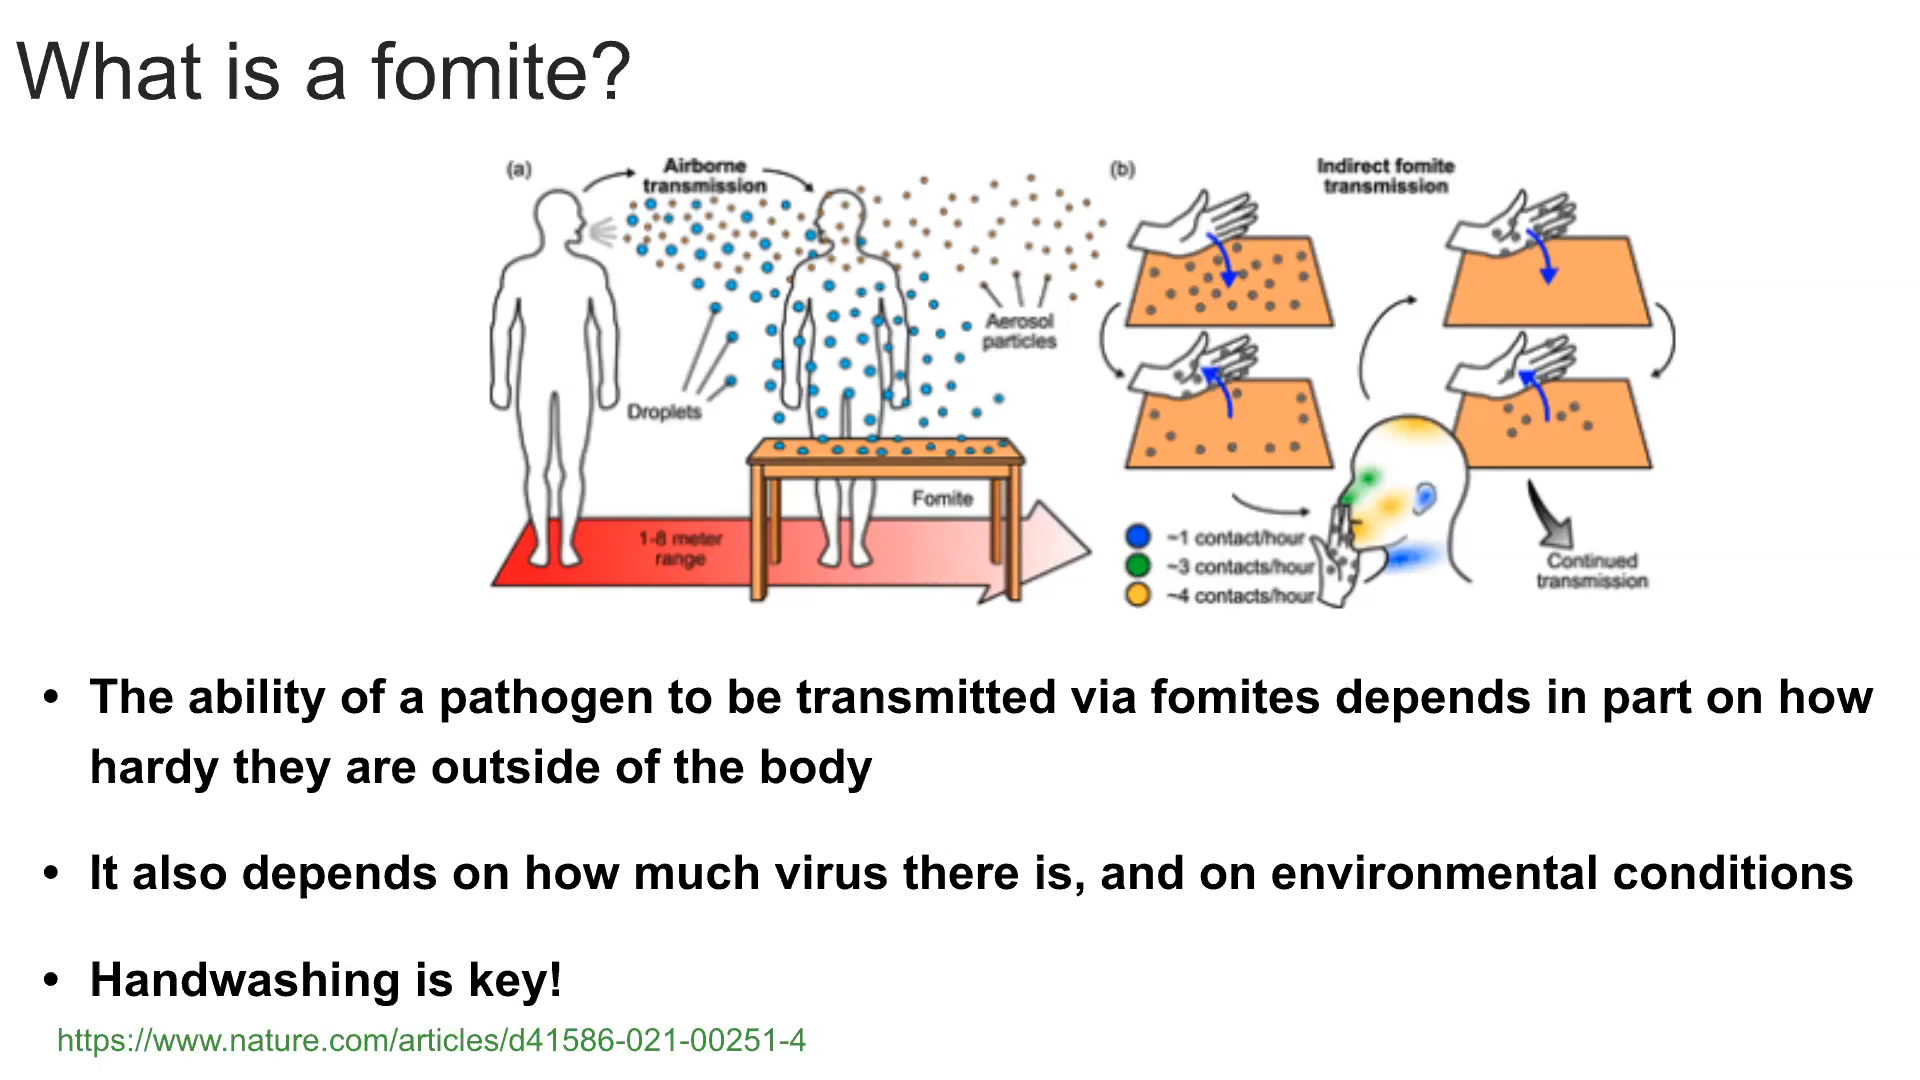 What is a fomite?
(a)
Airborne
transmission
Droplets
Aerosol
particles
Fomite
1-8 meter
range
(b)
Indirect fomite
transmission
~1 contact/hour
~3 contacts/hour
~4 contacts/hour
Continued
transmission
• The ability of a pathogen to be transmitted via fomites depends in part on how
hardy they are outside of the body
• It also depends on how much virus there is, and on environmental conditions
• Handwashing is key!
https://www.nature.com/articles/d41586-021-00251-4